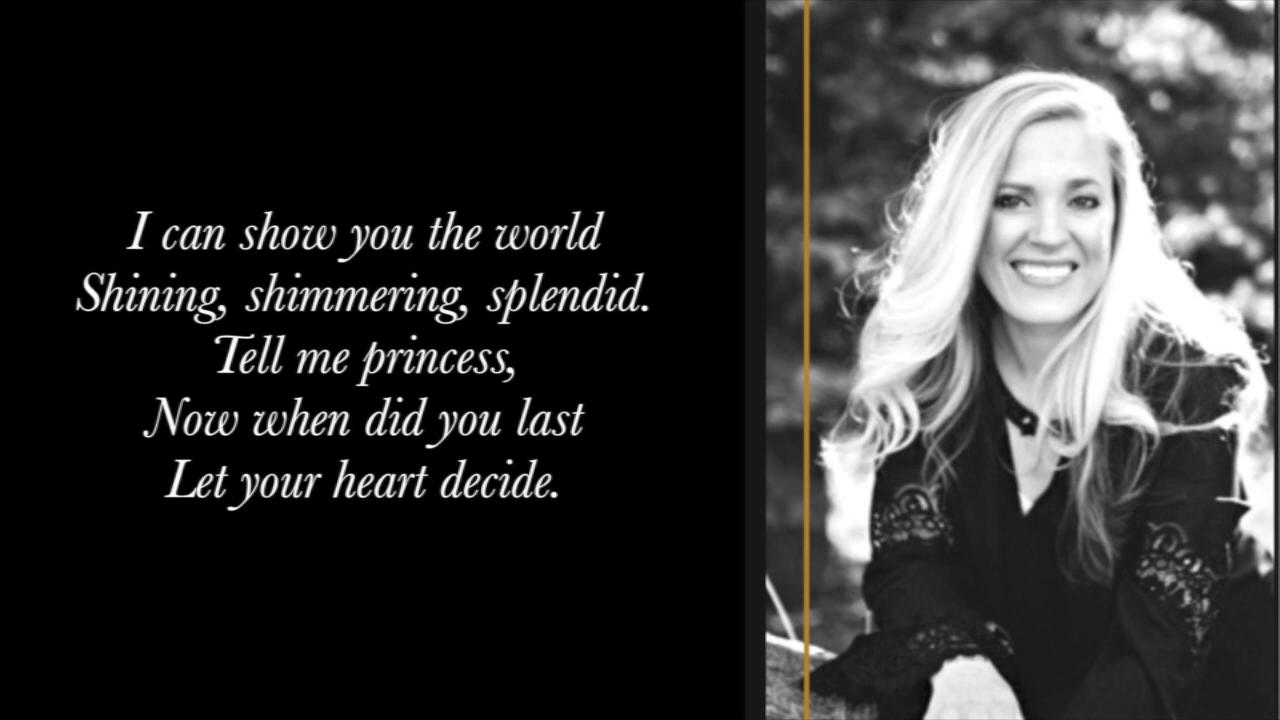 I can show you the world
Shining, shimmering, splendid.
Tell me princess,
Now when did you last
Let your heart decide.